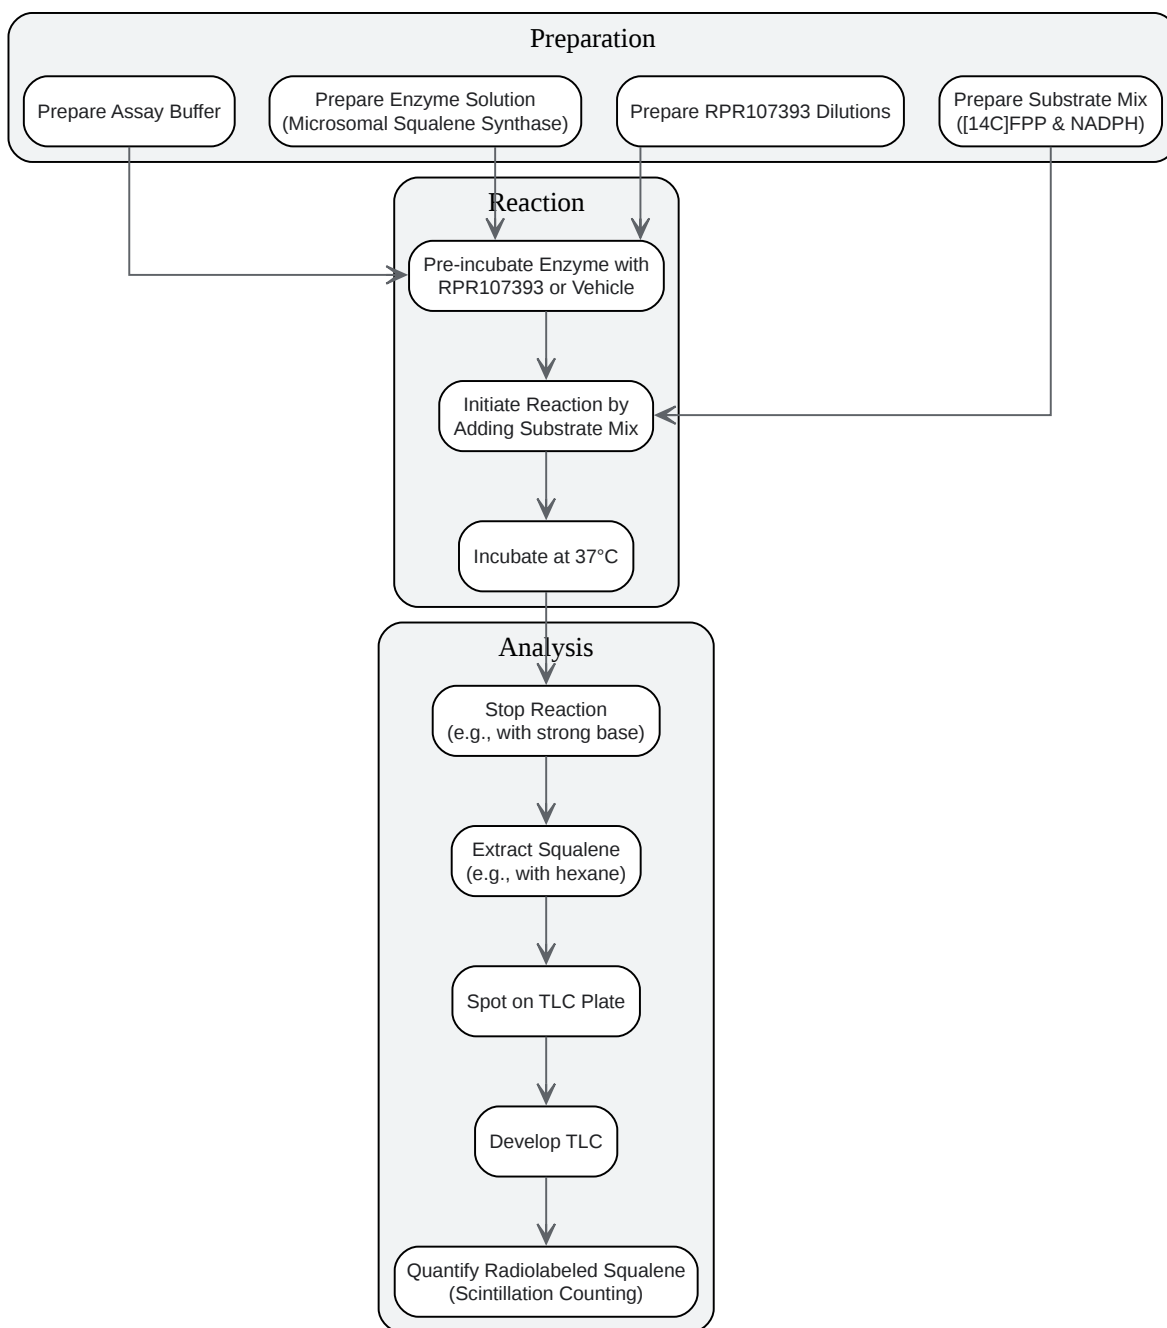 Preparation
Prepare Assay Buffer
Prepare Enzyme Solution
(Microsomal Squalene Synthase)
Prepare RPR107393 Dilutions
Prepare Substrate Mix
([14C]FPP & NADPH)
Reaction
Pre-incubate Enzyme with
RPR107393 or Vehicle
Initiate Reaction by
Adding Substrate Mix
Incubate at 37°C
Analysis
Stop Reaction
(e.g., with strong base)
Extract Squalene
(e.g., with hexane)
Spot on TLC Plate
Develop TLC
Quantify Radiolabeled Squalene
(Scintillation Counting)